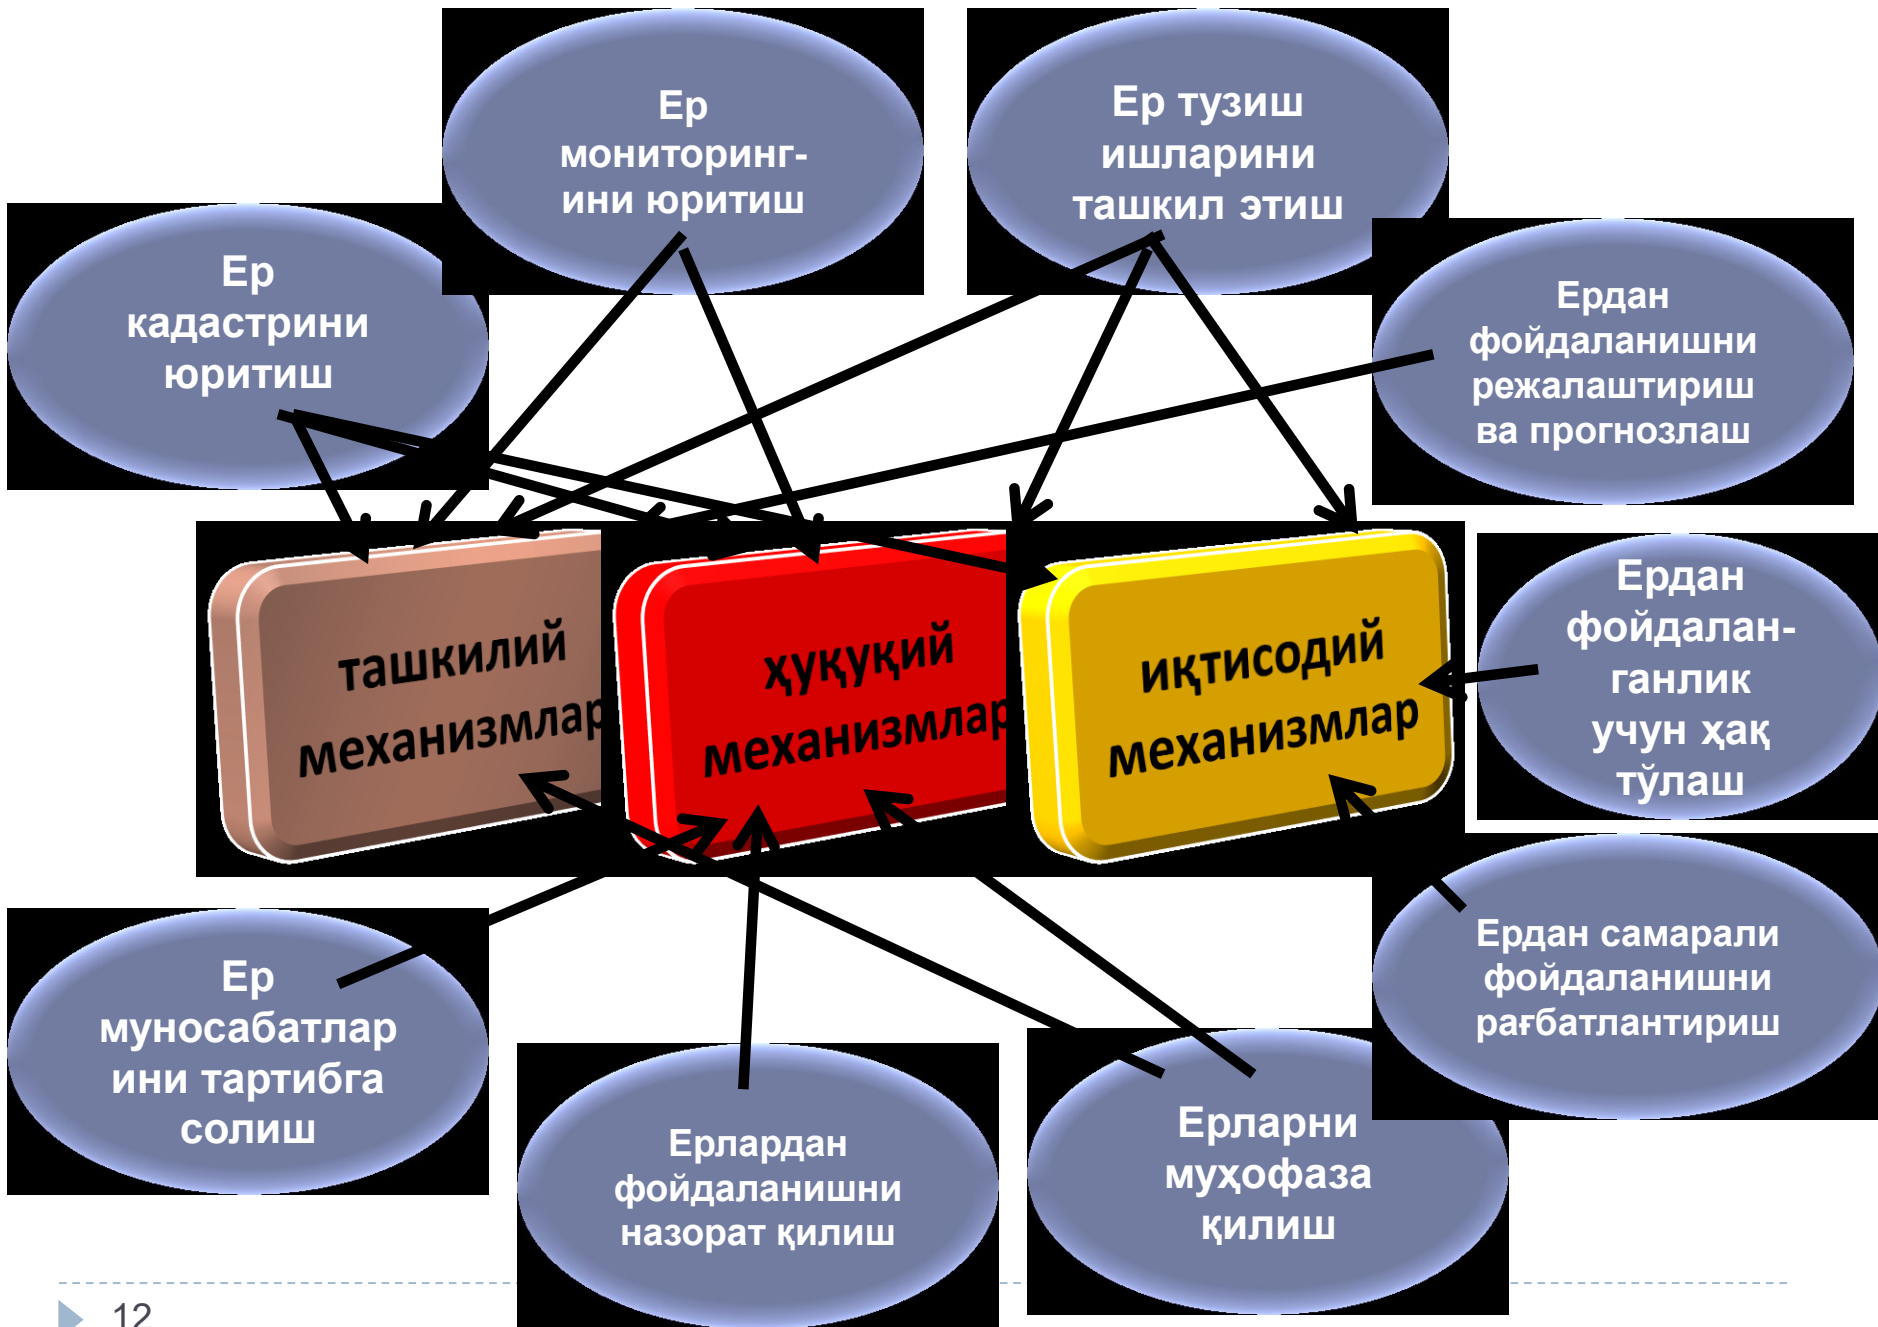 Ер
мониторинг-
ини юритиш
Ер тузиш
ишларини
ташкил этиш
Ер
кадастрини
юритиш
Ердан
фойдаланишни
режалаштириш
ва прогнозлаш
ташкилий
механизмлар
ҳуқуқий
механизмлар
иқтисодий
механизмлар
Ердан
фойдалан-
ганлик
учун ҳақ
тўлаш
Ердан самарали
фойдаланишни
рағбатлантириш
Ер
муносабатлар
ини тартибга
солиш
Ерлардан
фойдаланишни
назорат қилиш
Ерларни
муҳофаза
қилиш
12